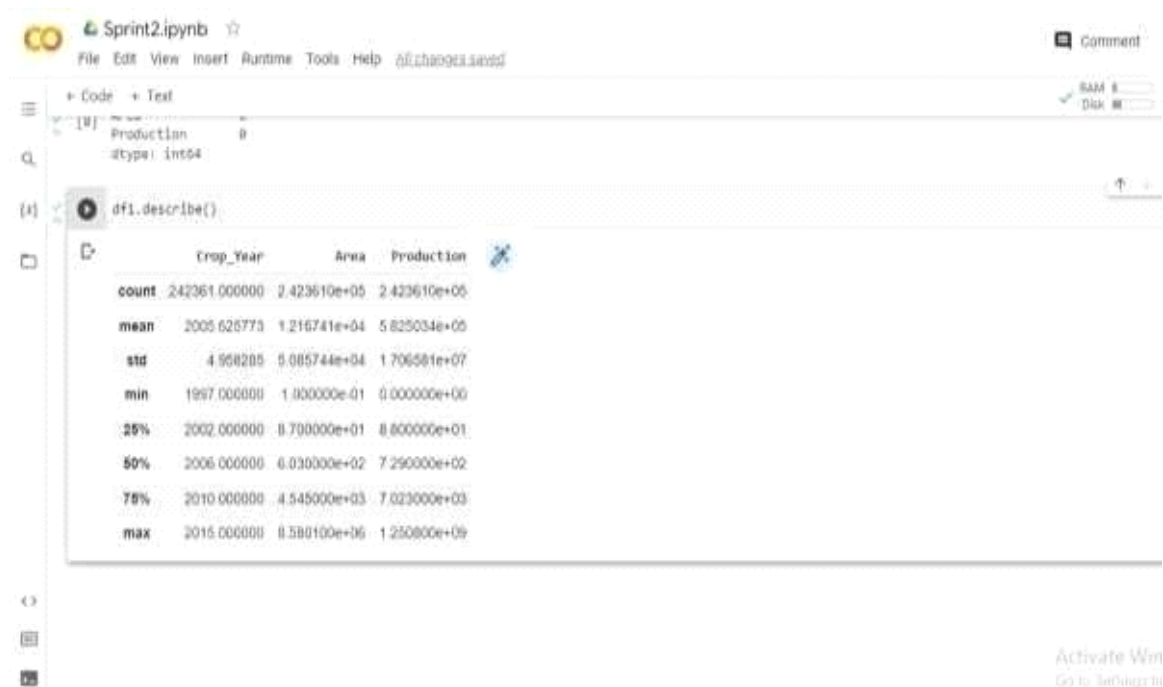 CO Sprint2.ipynb
File Edit View Insert Runtime Tools Help All changes saved
Comment
+ Code + Text
RAM
Disk
Production 0
dtype: int64
df1.describe()
Crop_Year Area Production
count 242361.000000 2.423610e+05 2.423610e+05
mean 2005.625773 1.216741e+04 5.825034e+05
std 4.958285 5.085744e+04 1.706581e+07
min 1997.000000 1.000000e-01 0.000000e+00
25% 2002.000000 8.700000e+01 8.800000e+01
50% 2006.000000 6.030000e+02 7.290000e+02
75% 2010.000000 4.545000e+03 7.023000e+03
max 2015.000000 8.580100e+06 1.250800e+09
Activate Win
Go to Settings to